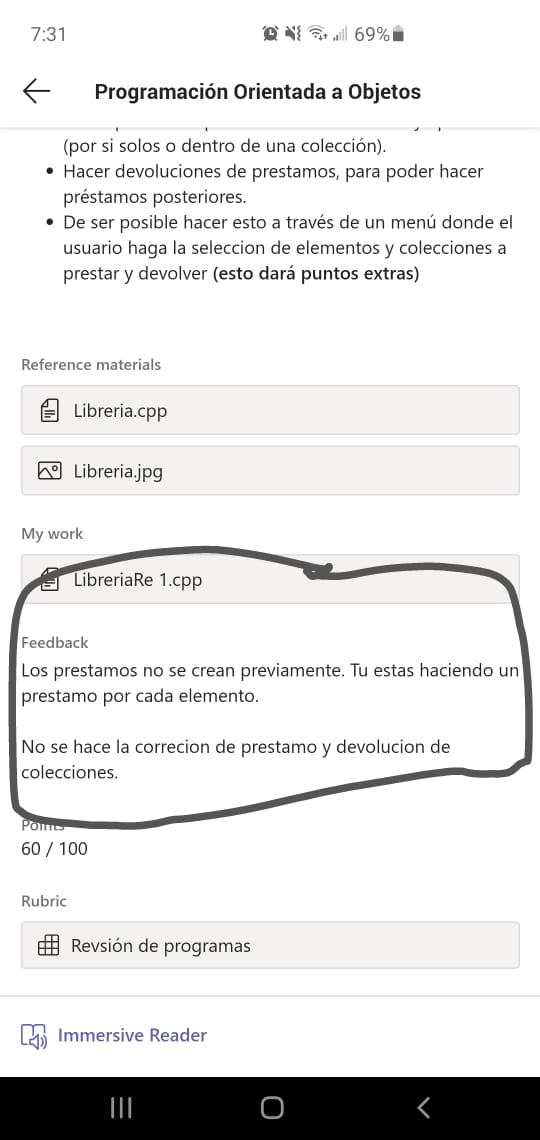 7:31
69%
Programación Orientada a Objetos
(por si solos o dentro de una colección).
• Hacer devoluciones de prestamos, para poder hacer
préstamos posteriores.
• De ser posible hacer esto a través de un menú donde el
usuario haga la seleccion de elementos y colecciones a
prestar y devolver (esto dará puntos extras)
Reference materials
Libreria.cpp
Libreria.jpg
My work
LibreriaRe 1.cpp
Feedback
Los prestamos no se crean previamente. Tu estas haciendo un
prestamo por cada elemento.
No se hace la correcion de prestamo y devolucion de
colecciones.
Points
60 / 100
Rubric
Revsión de programas
Immersive Reader